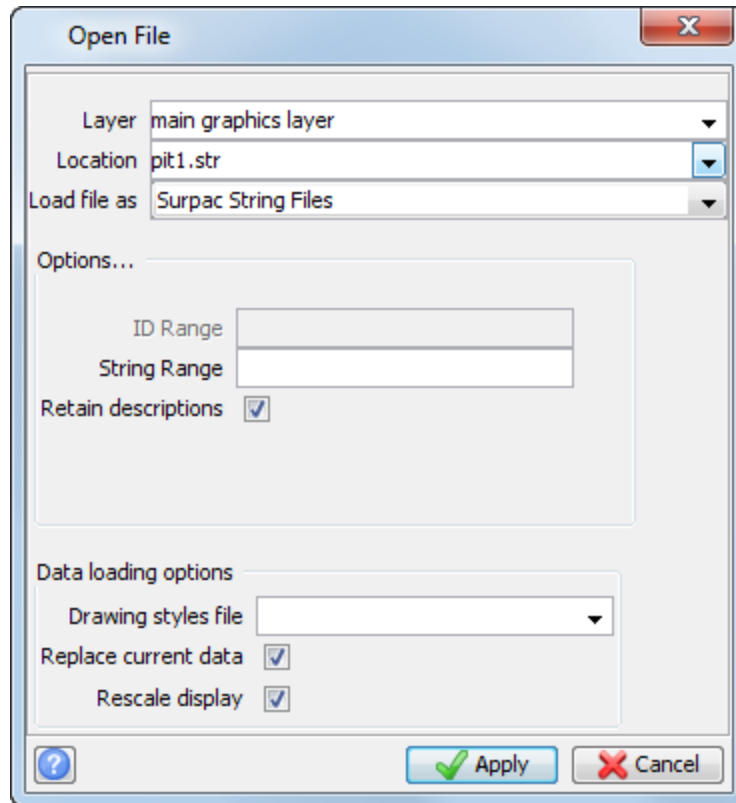 Open File
Layer main graphics layer
Location pit1.str
Load file as Surpac String Files
Options...
ID Range
String Range
Retain descriptions
Data loading options
Drawing styles file
Replace current data
Rescale display
? Apply Cancel